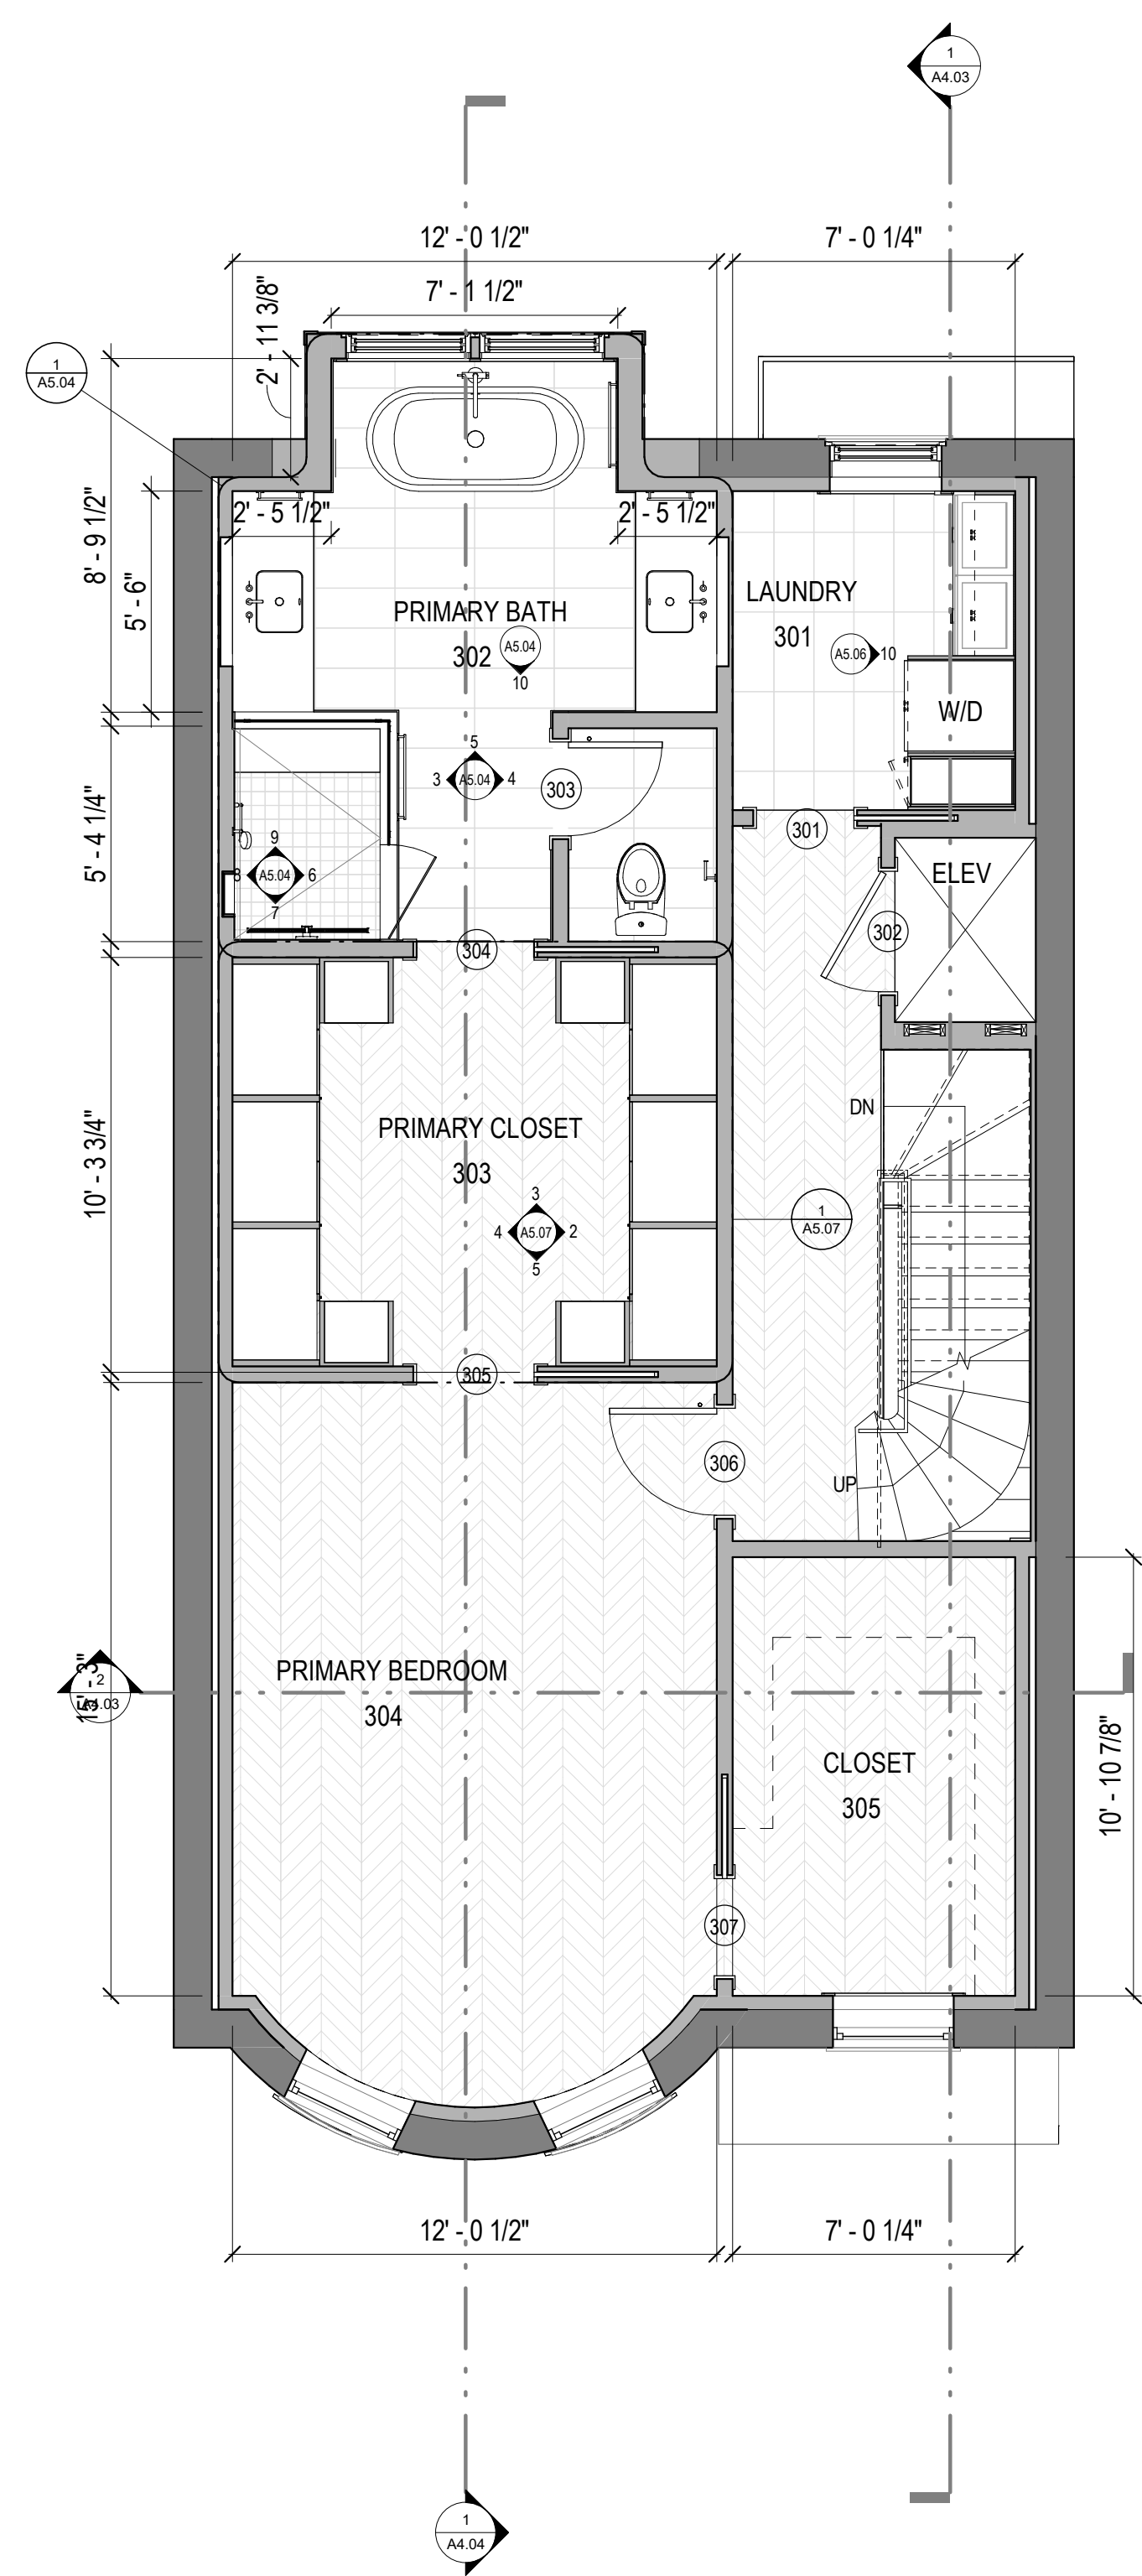 1
A4.03
12' - 0 1/2"
7' - 0 1/4"
7' - 1 1/2"
2' - 11 3/8"
1
A5.04
8' - 9 1/2"
5' - 6"
2' - 5 1/2"
2' - 5 1/2"
PRIMARY BATH
302
A5.04
10
LAUNDRY
301
A5.06
10
W/D
5
3
A5.04
4
303
301
5' - 4 1/4"
9
8
A5.04
6
7
ELEV
302
304
10' - 3 3/4"
PRIMARY CLOSET
303
3
4
A5.07
2
5
DN
1
A5.07
305
306
UP
15' - 3"
2
A4.03
PRIMARY BEDROOM
304
CLOSET
305
10' - 10 7/8"
307
12' - 0 1/2"
7' - 0 1/4"
1
A4.04